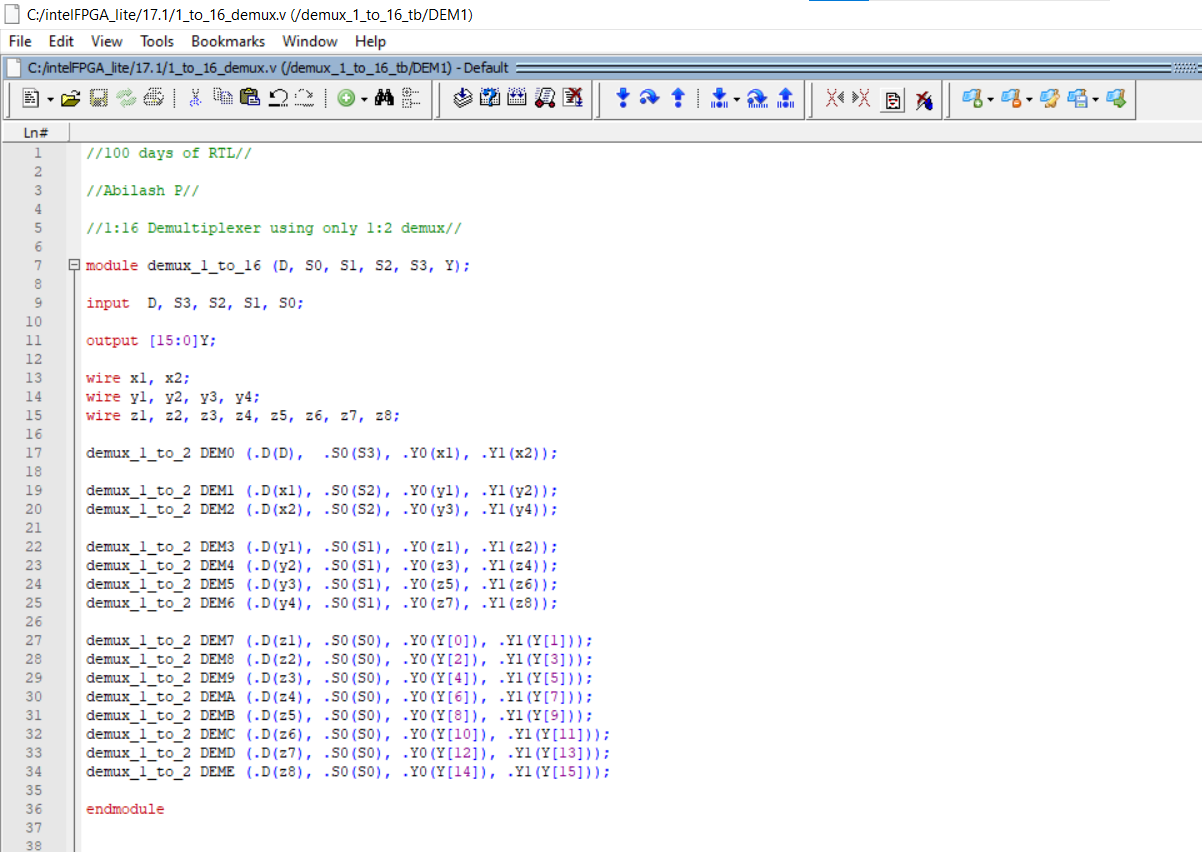 C:/intelFPGA_lite/17.1/1_to_16_demux.v (/demux_1_to_16_tb/DEM1)
File Edit View Tools Bookmarks Window Help
C:/intelFPGA_lite/17.1/1_to_16_demux.v (/demux_1_to_16_tb/DEM1) - Default
Ln#
1 //100 days of RTL//
2
3 //Abilash P//
4
5 //1:16 Demultiplexer using only 1:2 demux//
6
7 module demux_1_to_16 (D, S0, S1, S2, S3, Y);
8
9 input  D, S3, S2, S1, S0;
10
11 output [15:0]Y;
12
13 wire x1, x2;
14 wire y1, y2, y3, y4;
15 wire z1, z2, z3, z4, z5, z6, z7, z8;
16
17 demux_1_to_2 DEM0 (.D(D),  .S0(S3), .Y0(x1), .Y1(x2));
18
19 demux_1_to_2 DEM1 (.D(x1), .S0(S2), .Y0(y1), .Y1(y2));
20 demux_1_to_2 DEM2 (.D(x2), .S0(S2), .Y0(y3), .Y1(y4));
21
22 demux_1_to_2 DEM3 (.D(y1), .S0(S1), .Y0(z1), .Y1(z2));
23 demux_1_to_2 DEM4 (.D(y2), .S0(S1), .Y0(z3), .Y1(z4));
24 demux_1_to_2 DEM5 (.D(y3), .S0(S1), .Y0(z5), .Y1(z6));
25 demux_1_to_2 DEM6 (.D(y4), .S0(S1), .Y0(z7), .Y1(z8));
26
27 demux_1_to_2 DEM7 (.D(z1), .S0(S0), .Y0(Y[0]), .Y1(Y[1]));
28 demux_1_to_2 DEM8 (.D(z2), .S0(S0), .Y0(Y[2]), .Y1(Y[3]));
29 demux_1_to_2 DEM9 (.D(z3), .S0(S0), .Y0(Y[4]), .Y1(Y[5]));
30 demux_1_to_2 DEMA (.D(z4), .S0(S0), .Y0(Y[6]), .Y1(Y[7]));
31 demux_1_to_2 DEMB (.D(z5), .S0(S0), .Y0(Y[8]), .Y1(Y[9]));
32 demux_1_to_2 DEMC (.D(z6), .S0(S0), .Y0(Y[10]), .Y1(Y[11]));
33 demux_1_to_2 DEMD (.D(z7), .S0(S0), .Y0(Y[12]), .Y1(Y[13]));
34 demux_1_to_2 DEME (.D(z8), .S0(S0), .Y0(Y[14]), .Y1(Y[15]));
35
36 endmodule
37
38